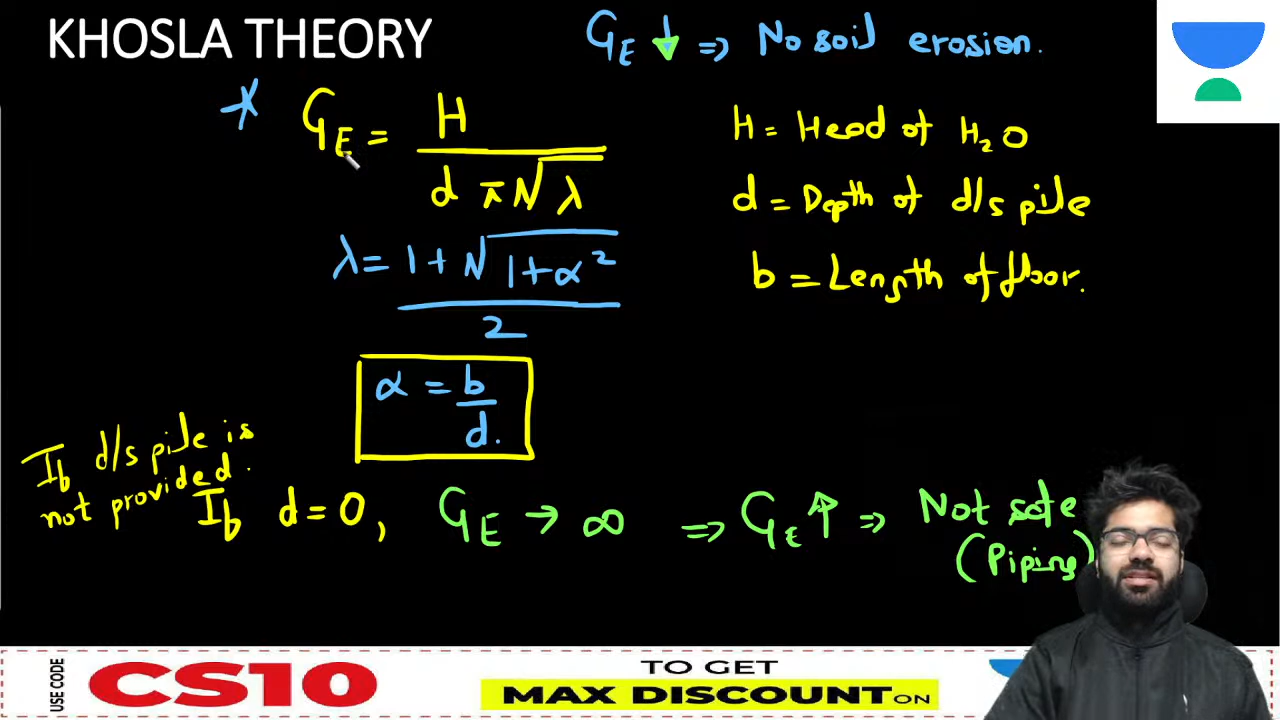 KHOSLA THEORY
G_E ↓ ⇒ No soil erosion.
* G_E = H / (d π√λ)
H = Head of H₂O
d = Depth of d/s pile
λ = (1 + √(1 + α²)) / 2
b = Length of floor.
α = b / d.
If d/s pile is
not provided.
If d = 0, G_E → ∞ ⇒ G_E ↑ ⇒ Not safe
(Piping)
USE CODE
CS10
TO GET
MAX DISCOUNT ON